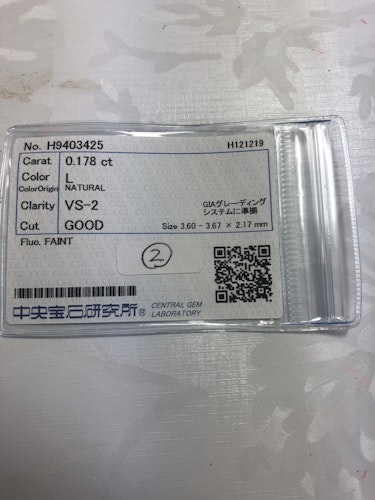 No. H9403425 H121219
Carat 0.178 ct
Color L
ColorOrigin NATURAL
Clarity VS-2
GIAグレーディング
システムに準拠
Cut GOOD Size 3.60 - 3.67 × 2.17 mm
Fluo. FAINT
2
中央宝石研究所® CENTRAL GEM
LABORATORY